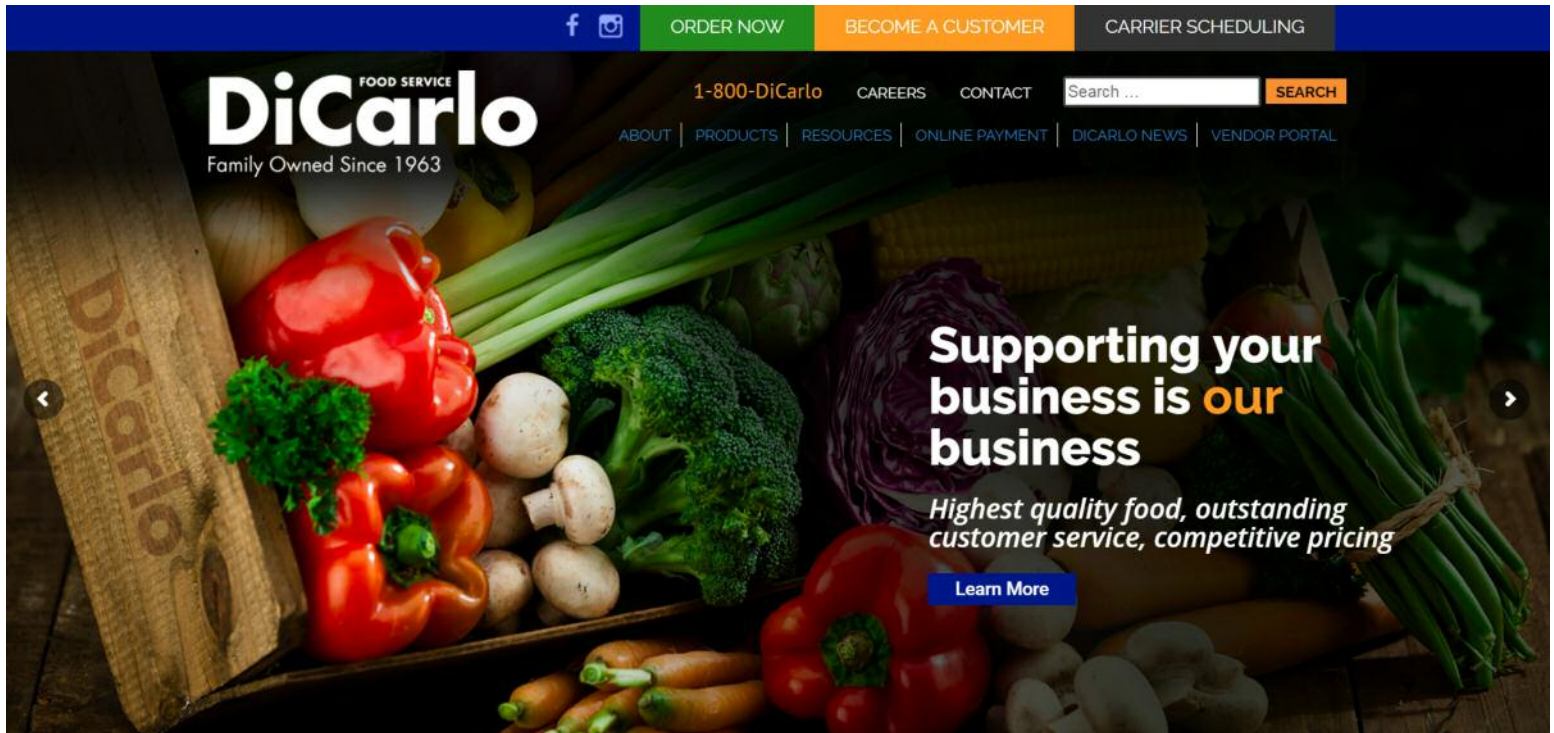 ORDER NOW
BECOME A CUSTOMER
CARRIER SCHEDULING
DiCarlo
FOOD SERVICE
Family Owned Since 1963
1-800-DiCarlo
CAREERS
CONTACT
Search ...
SEARCH
ABOUT
PRODUCTS
RESOURCES
ONLINE PAYMENT
DICARLO NEWS
VENDOR PORTAL
DiCarlo
Supporting your
business is our
business
Highest quality food, outstanding
customer service, competitive pricing
Learn More